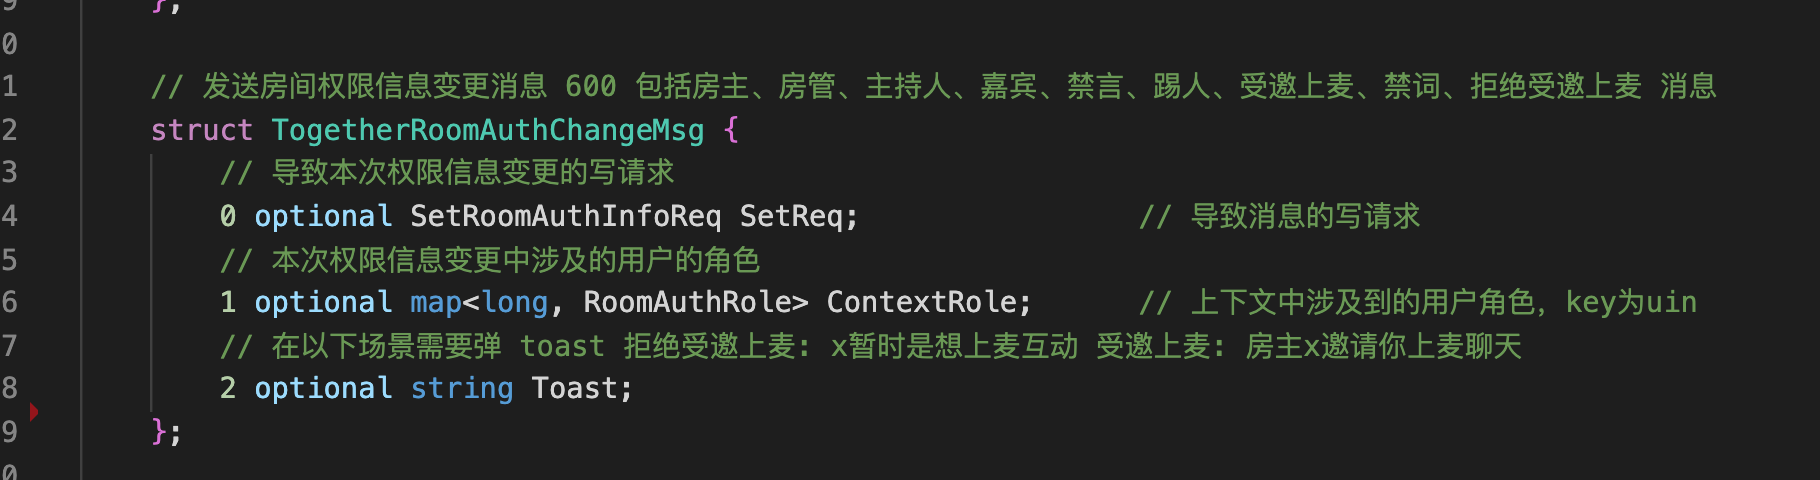 9 };
0
1 // 发送房间权限信息变更消息 600 包括房主、房管、主持人、嘉宾、禁言、踢人、受邀上麦、禁词、拒绝受邀上麦 消息
2 struct TogetherRoomAuthChangeMsg {
3 // 导致本次权限信息变更的写请求
4 0 optional SetRoomAuthInfoReq SetReq; // 导致消息的写请求
5 // 本次权限信息变更中涉及的用户的角色
6 1 optional map<long, RoomAuthRole> ContextRole; // 上下文中涉及到的用户角色，key为uin
7 // 在以下场景需要弹 toast 拒绝受邀上麦: x暂时是想上麦互动 受邀上麦: 房主x邀请你上麦聊天
8 2 optional string Toast;
9 };
0